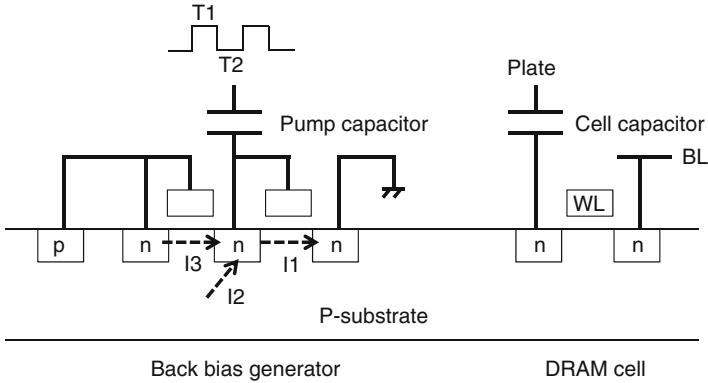 T1
T2
Plate
Pump capacitor
Cell capacitor
BL
WL
p
n
n
n
n
n
I3
I1
I2
P-substrate
Back bias generator
DRAM cell